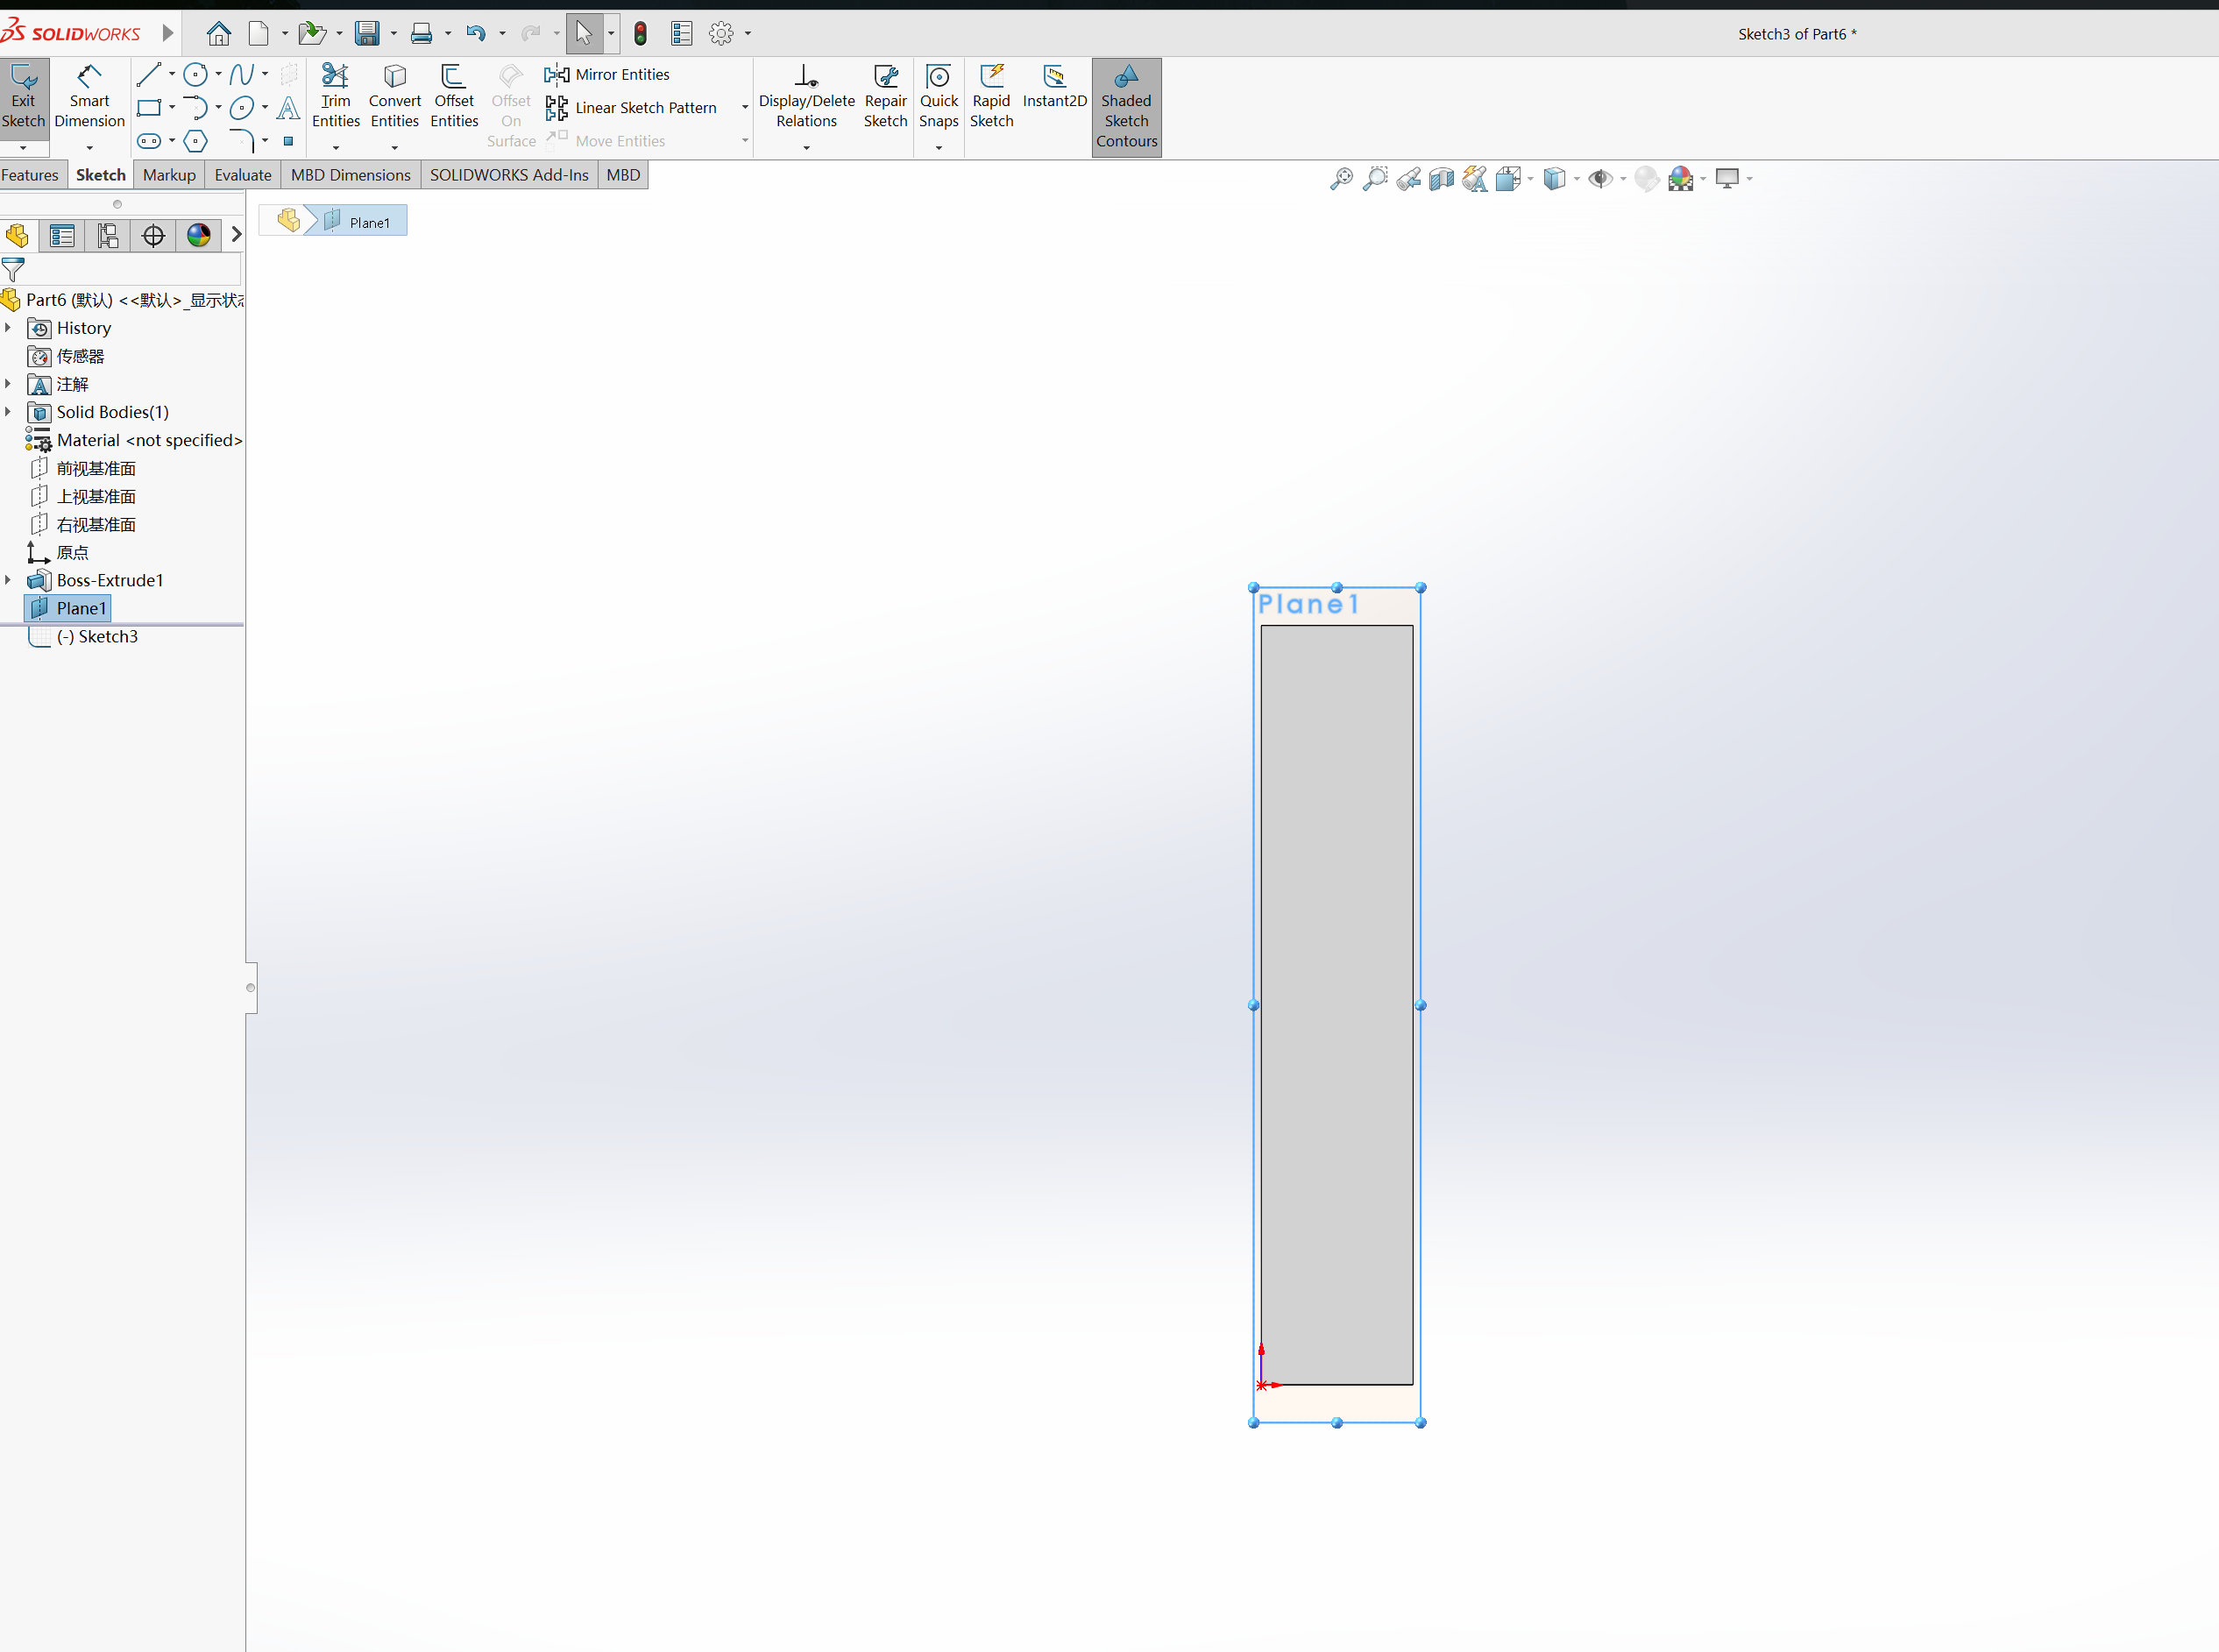 SOLIDWORKS
Sketch3 of Part6 *
Exit Sketch
Smart Dimension
Trim Entities
Convert Entities
Offset Entities
Offset On Surface
Mirror Entities
Linear Sketch Pattern
Move Entities
Display/Delete Relations
Repair Sketch
Quick Snaps
Rapid Sketch
Instant2D
Shaded Sketch Contours
Features Sketch Markup Evaluate MBD Dimensions SOLIDWORKS Add-Ins MBD
Plane1
Part6 (默认) <<默认>_显示状态
History
传感器
注解
Solid Bodies(1)
Material <not specified>
前视基准面
上视基准面
右视基准面
原点
Boss-Extrude1
Plane1
(-) Sketch3
Plane1